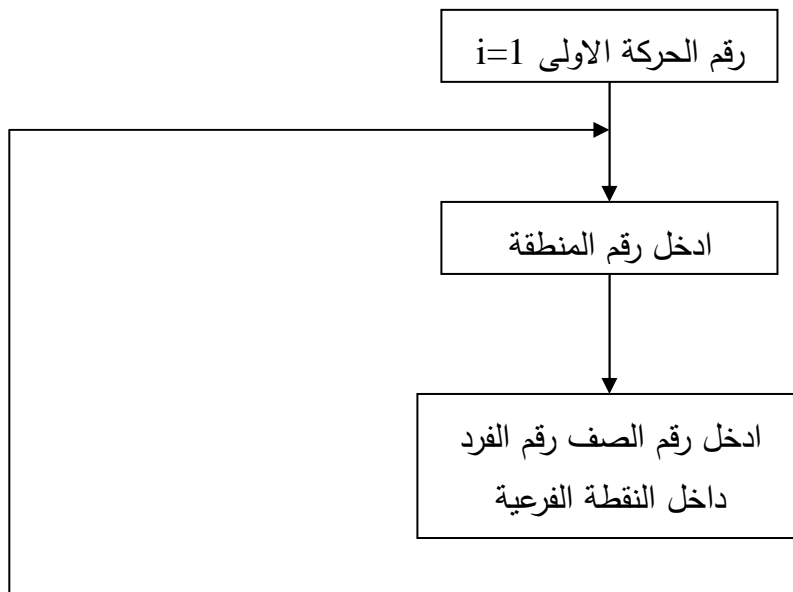 رقم الحركة الاولى i=1
ادخل رقم المنطقة
ادخل رقم الصف رقم الفرد
داخل النقطة الفرعية